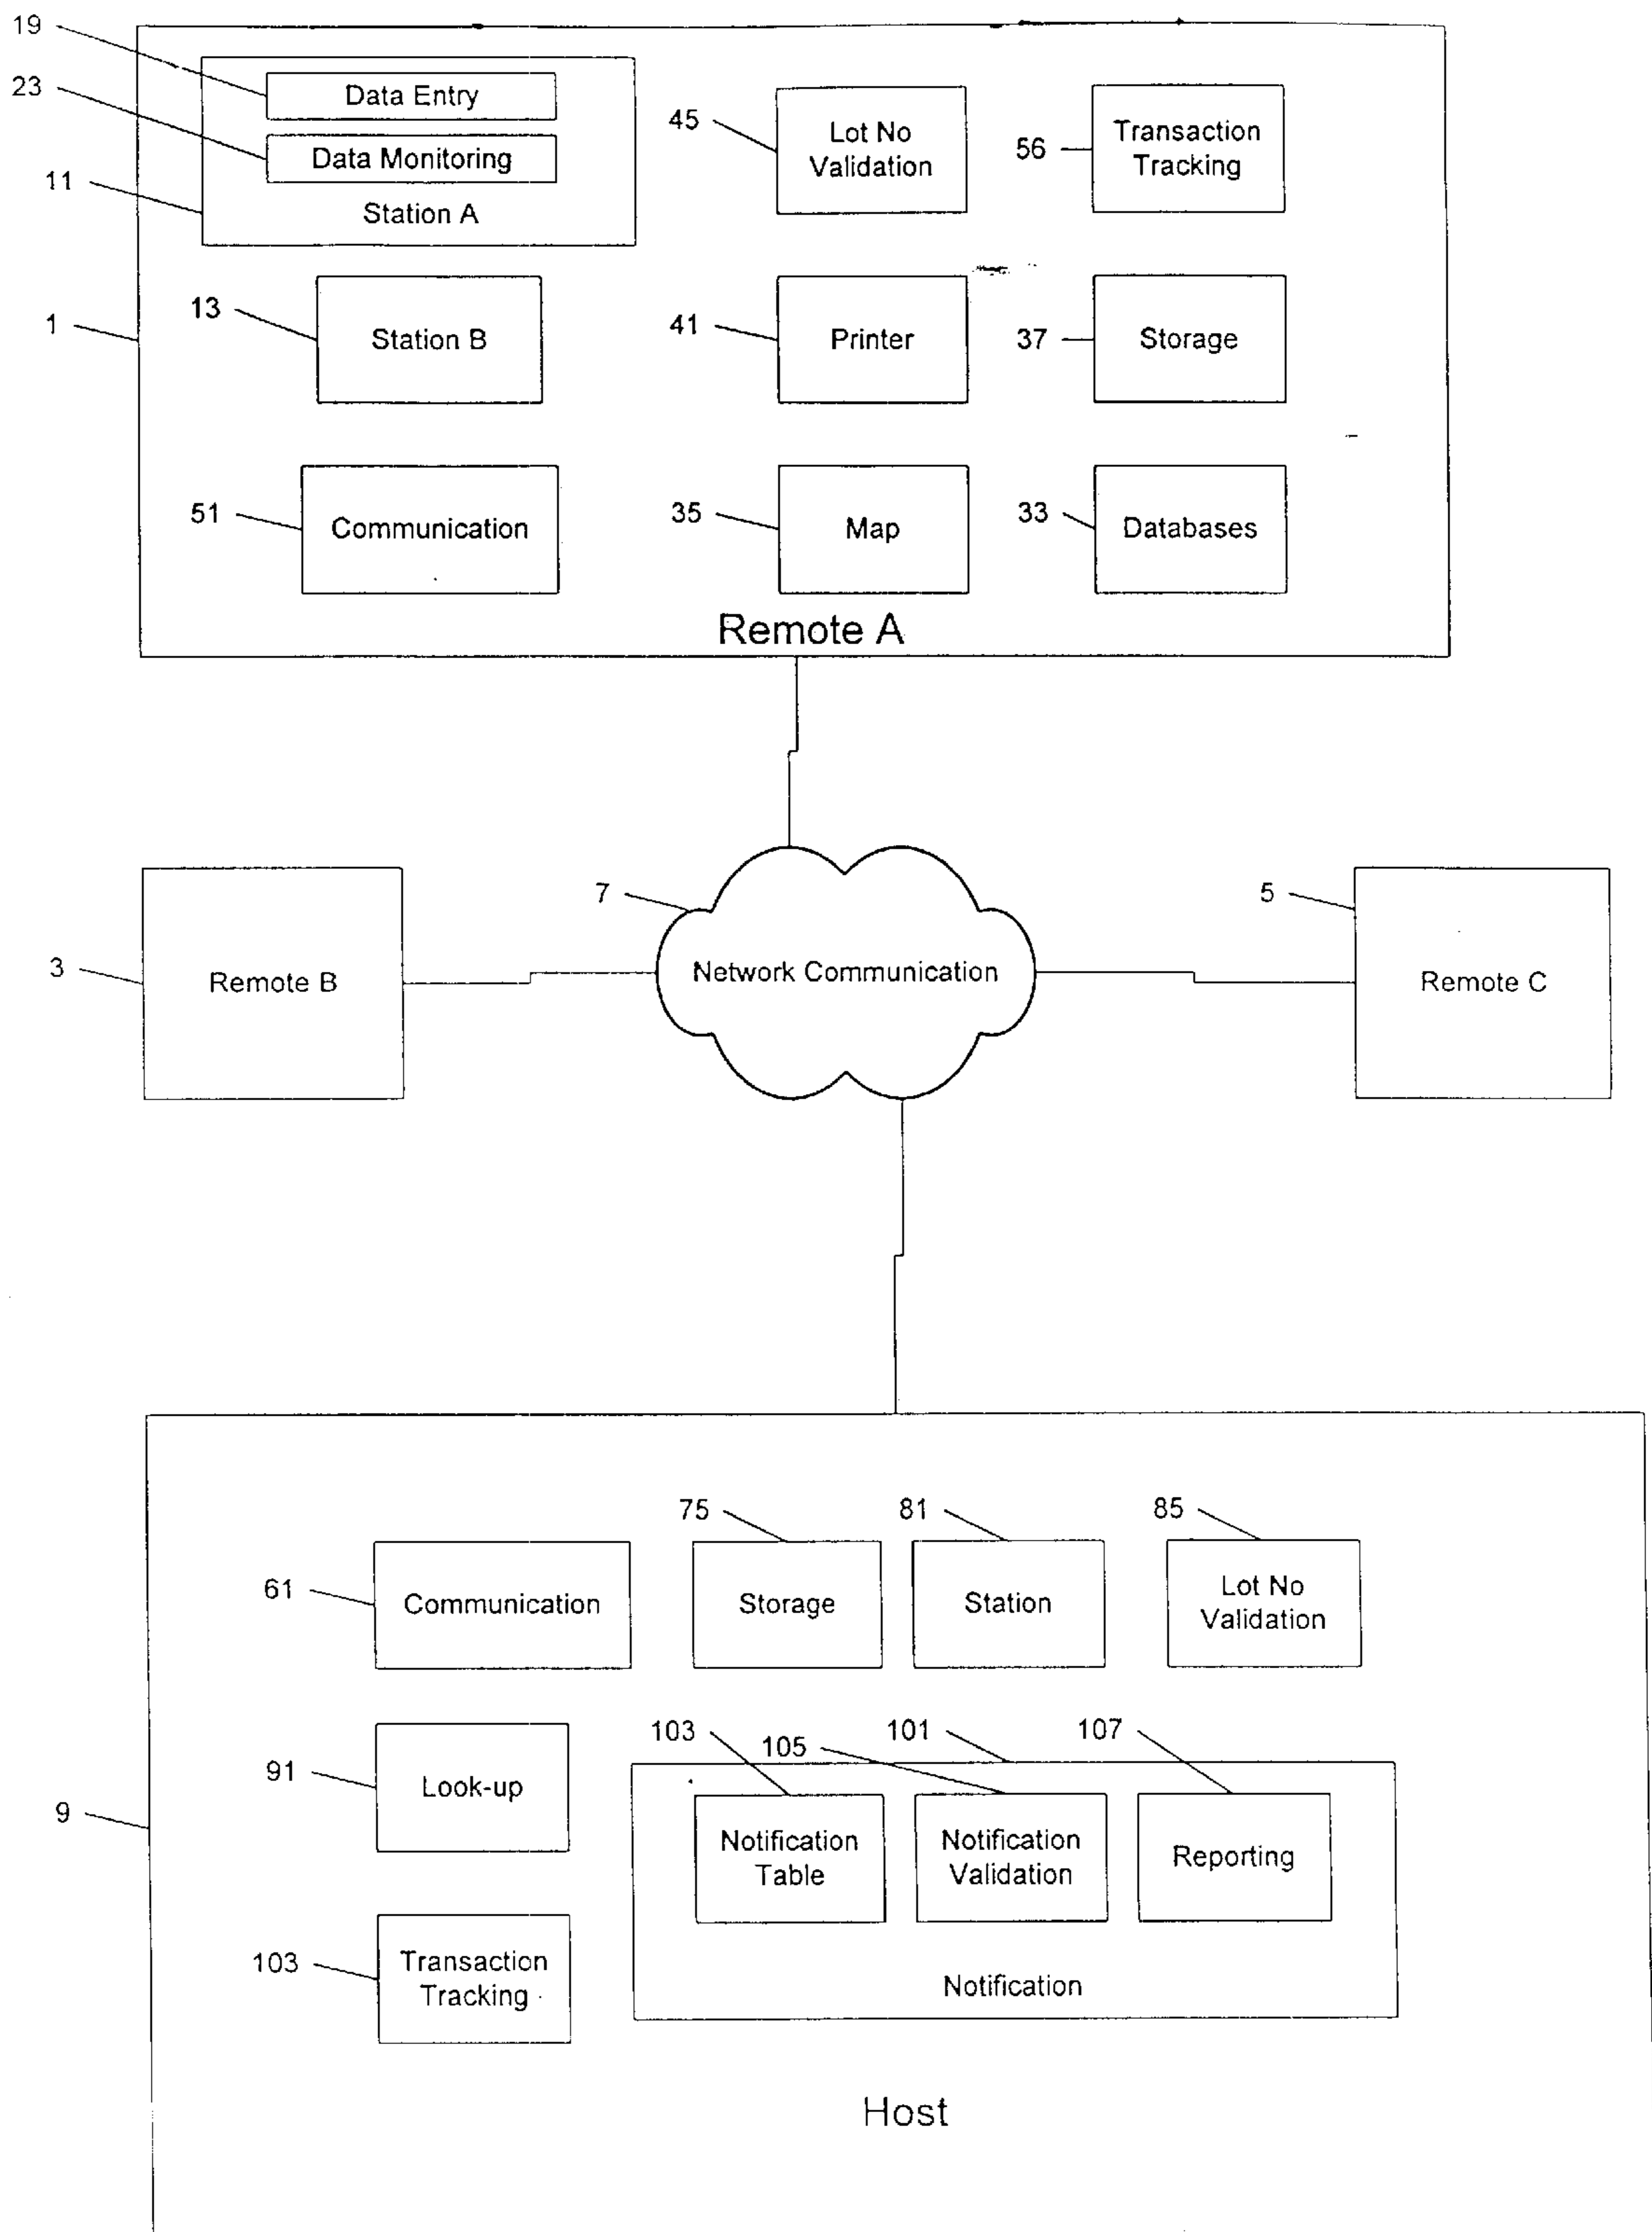 19
Data Entry
23
Data Monitoring
11
Station A
45
Lot No
Validation
56
Transaction
Tracking
1
13
Station B
41
Printer
37
Storage
51
Communication
35
Map
33
Databases
Remote A
7
5
3
Remote B
Network Communication
Remote C
75
81
85
61
Communication
Storage
Station
Lot No
Validation
103
105
101
107
91
Look-up
9
Notification
Table
Notification
Validation
Reporting
103
Transaction
Tracking
Notification
Host